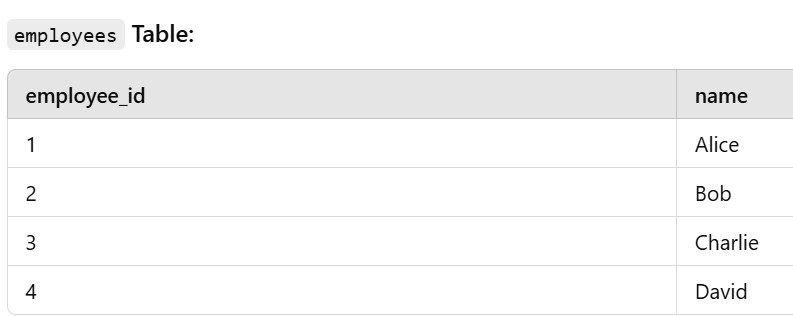 employees Table:
employee_id name
1 Alice
2 Bob
3 Charlie
4 David